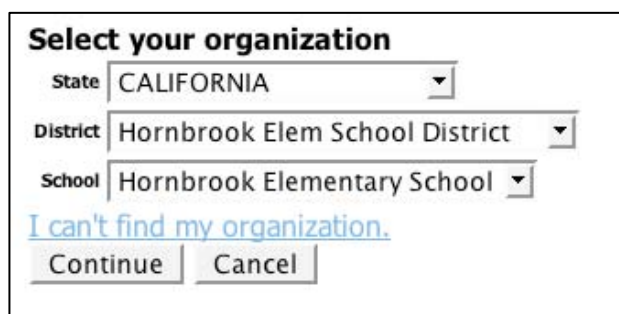 Select your organization
State CALIFORNIA
District Hornbrook Elem School District
School Hornbrook Elementary School
I can't find my organization.
Continue Cancel